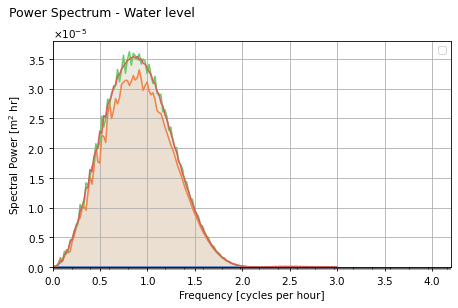 Power Spectrum - Water level
×10⁻⁵
3.5
3.0
2.5
2.0
1.5
1.0
0.5
0.0
Spectral Power [m² hr]
0.0 0.5 1.0 1.5 2.0 2.5 3.0 3.5 4.0
Frequency [cycles per hour]